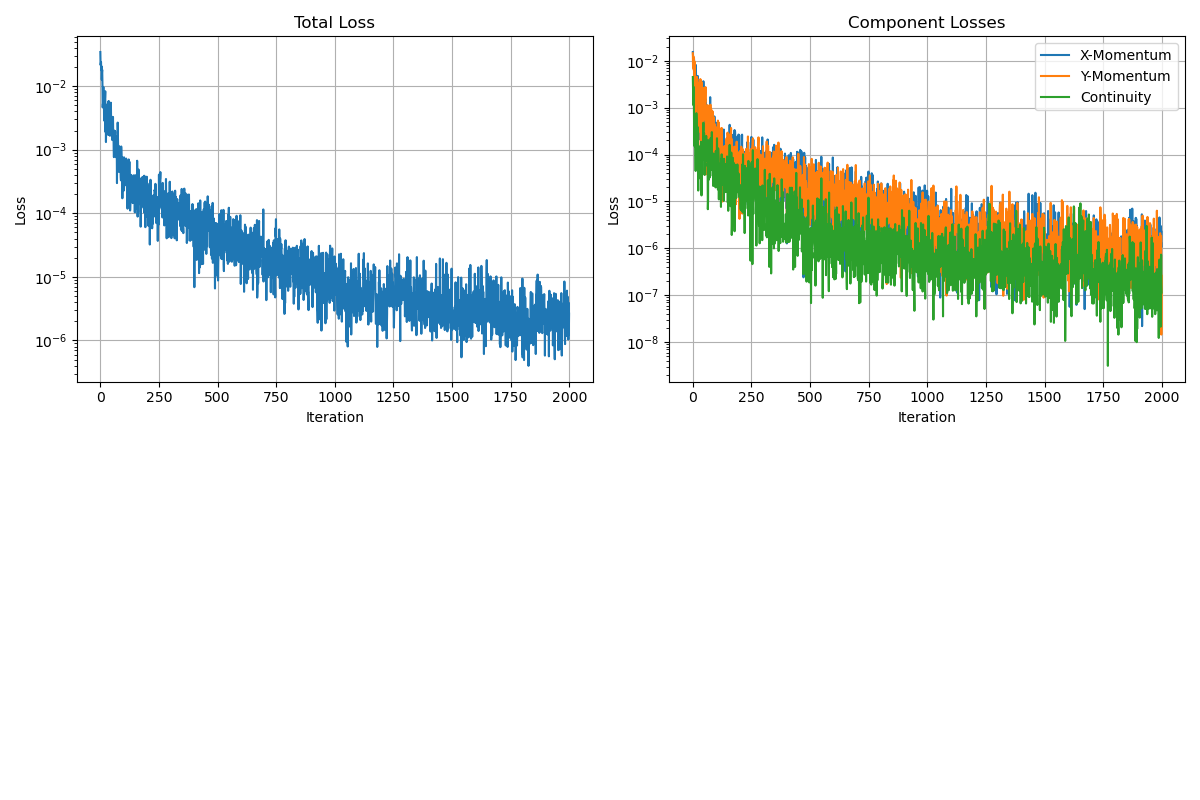 Total Loss
Loss
10⁻²
10⁻³
10⁻⁴
10⁻⁵
10⁻⁶
0 250 500 750 1000 1250 1500 1750 2000
Iteration
Component Losses
X-Momentum
Y-Momentum
Continuity
Loss
10⁻²
10⁻³
10⁻⁴
10⁻⁵
10⁻⁶
10⁻⁷
10⁻⁸
0 250 500 750 1000 1250 1500 1750 2000
Iteration